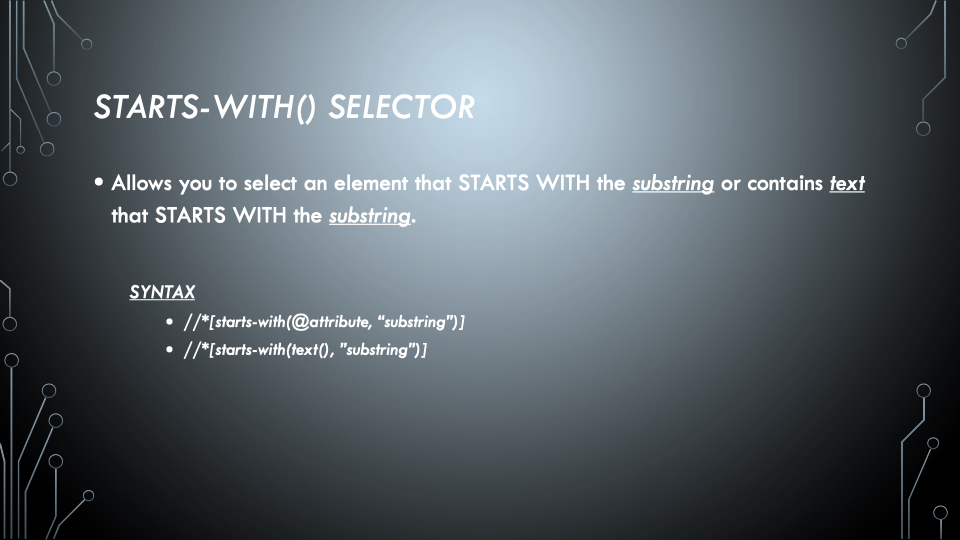 STARTS-WITH() SELECTOR
• Allows you to select an element that STARTS WITH the substring or contains text
that STARTS WITH the substring.
SYNTAX
• //*[starts-with(@attribute, “substring”)]
• //*[starts-with(text(), "substring")]